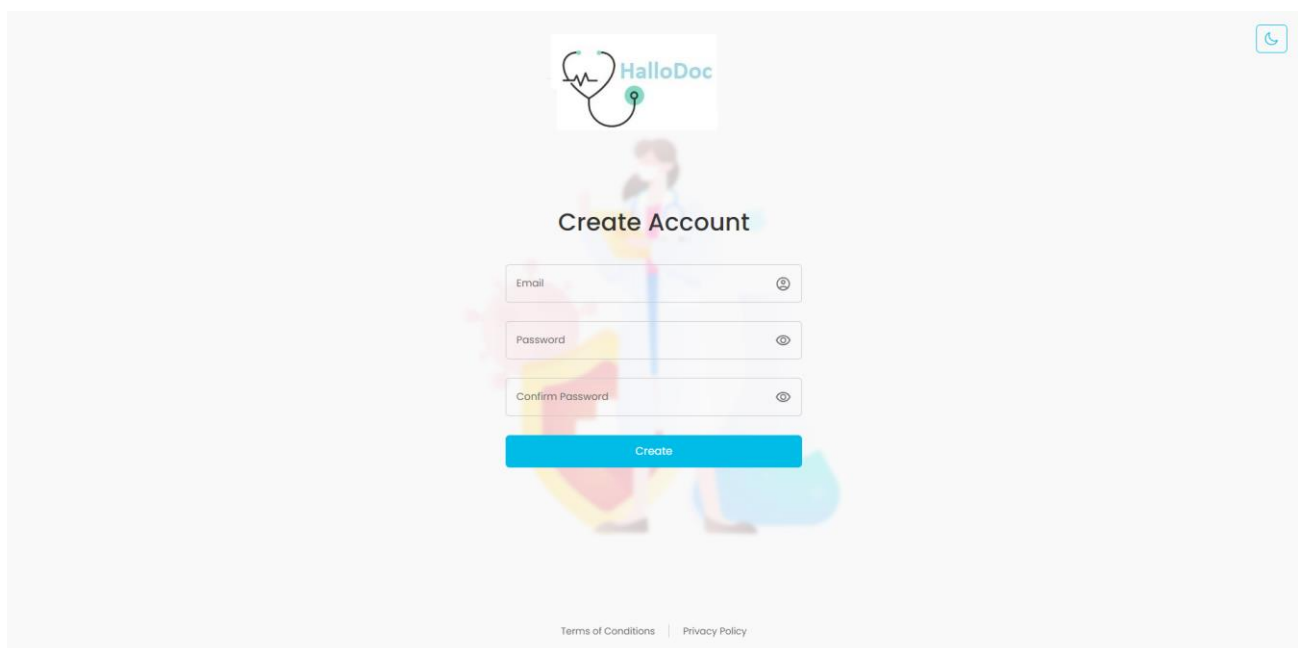 HalloDoc
Create Account
Email
Password
Confirm Password
Create
Terms of Conditions | Privacy Policy